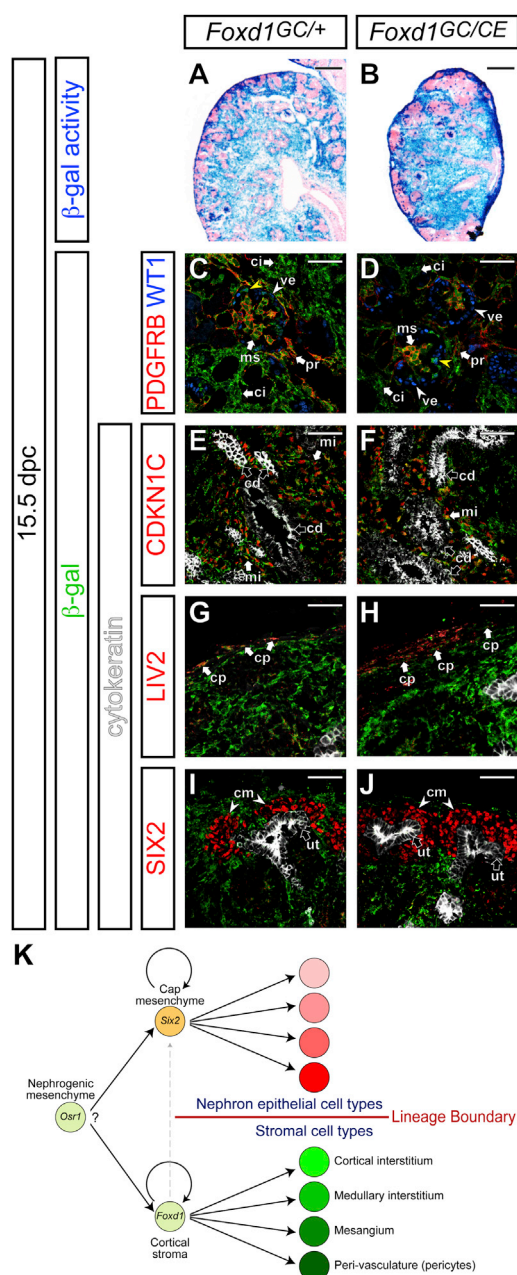 Foxd1GC/+
Foxd1GC/CE
15.5 dpc
β-gal activity
β-gal
cytokeratin
PDGFRB WT1
CDKN1C
LIV2
SIX2
A
B
C
ci
ve
ms
pr
ci
D
ci
ve
ms
pr
ci
ve
E
mi
cd
cd
mi
F
cd
mi
cd
G
cp
cp
H
cp
cp
cp
I
cm
ut
J
cm
ut
ut
K
Cap
mesenchyme
Six2
Nephrogenic
mesenchyme
Osr1
?
Nephron epithelial cell types
Lineage Boundary
Stromal cell types
Foxd1
Cortical
stroma
Cortical interstitium
Medullary interstitium
Mesangium
Peri-vasculature (pericytes)